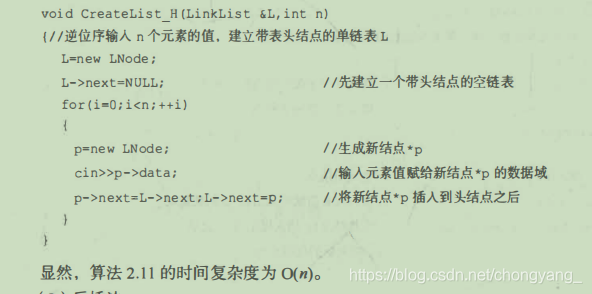 void CreateList_H(LinkList &L,int n)
{//逆位序输入 n 个元素的值，建立带表头结点的单链表 L
L=new LNode;
L->next=NULL; //先建立一个带头结点的空链表
for(i=0;i<n;++i)
{
p=new LNode; //生成新结点*p
cin>>p->data; //输入元素值赋给新结点*p 的数据域
p->next=L->next;L->next=p; //将新结点*p 插入到头结点之后
}
}
显然，算法 2.11 的时间复杂度为 O(n)。
https://blog.csdn.net/chongyang_